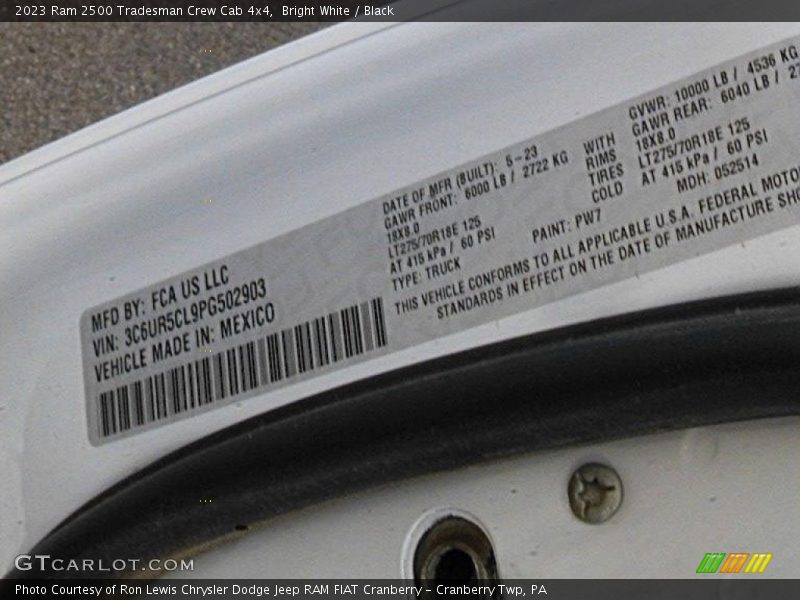 2023 Ram 2500 Tradesman Crew Cab 4x4, Bright White / Black
MFD BY: FCA US LLC
VIN: 3C6UR5CL9PG502903
VEHICLE MADE IN: MEXICO
DATE OF MFR (BUILT): 5-23
GAWR FRONT: 6000 LB / 2722 KG
18X8.0
LT275/70R18E 125
AT 415 kPa / 60 PSI
TYPE: TRUCK
WITH
RIMS
TIRES
COLD
GVWR: 10000 LB / 4536 KG
GAWR REAR: 6040 LB / 27
18X8.0
LT275/70R18E 125
AT 415 kPa / 60 PSI
MDH: 052514
PAINT: PW7
THIS VEHICLE CONFORMS TO ALL APPLICABLE U.S.A. FEDERAL MOTO
STANDARDS IN EFFECT ON THE DATE OF MANUFACTURE SHO
GTCARLOT.COM
Photo Courtesy of Ron Lewis Chrysler Dodge Jeep RAM FIAT Cranberry – Cranberry Twp, PA